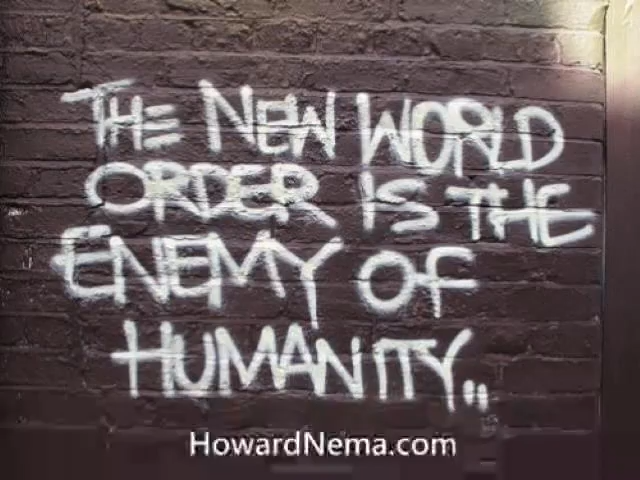 THE NEW WORLD
ORDER IS THE
ENEMY OF
HUMANITY..
HowardNema.com